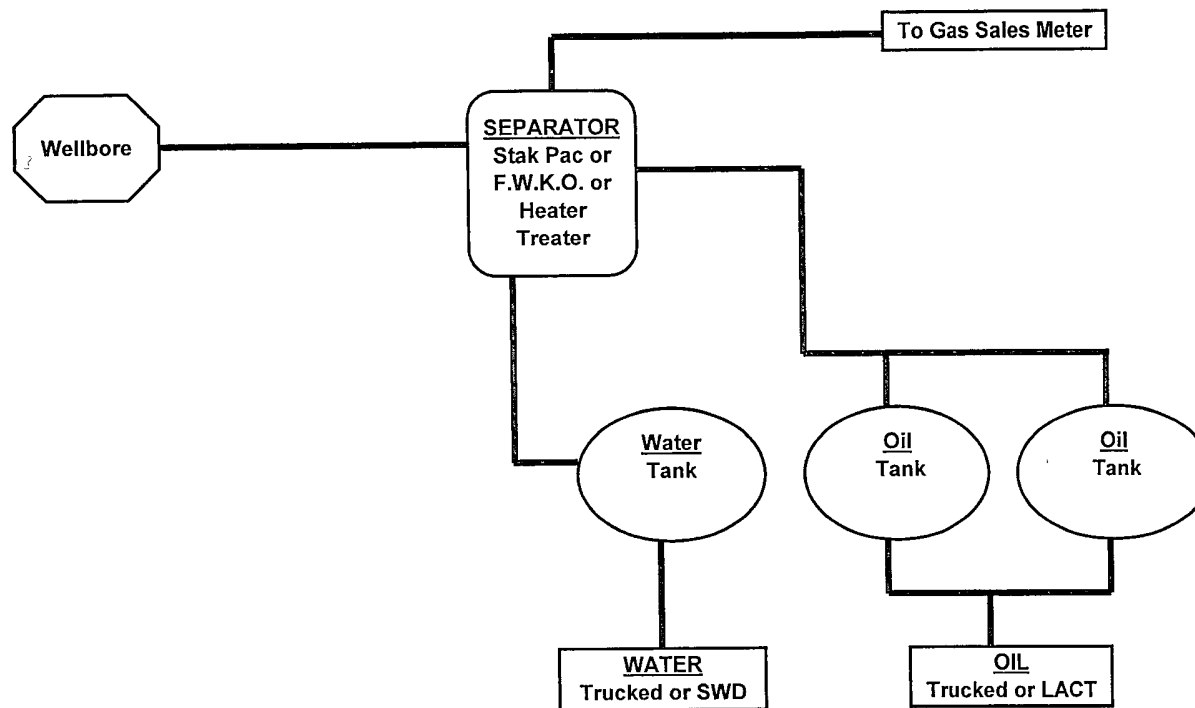 To Gas Sales Meter
Wellbore
SEPARATOR
Stak Pac or
F.W.K.O. or
Heater
Treater
Water
Tank
Oil
Tank
Oil
Tank
WATER
Trucked or SWD
OIL
Trucked or LACT